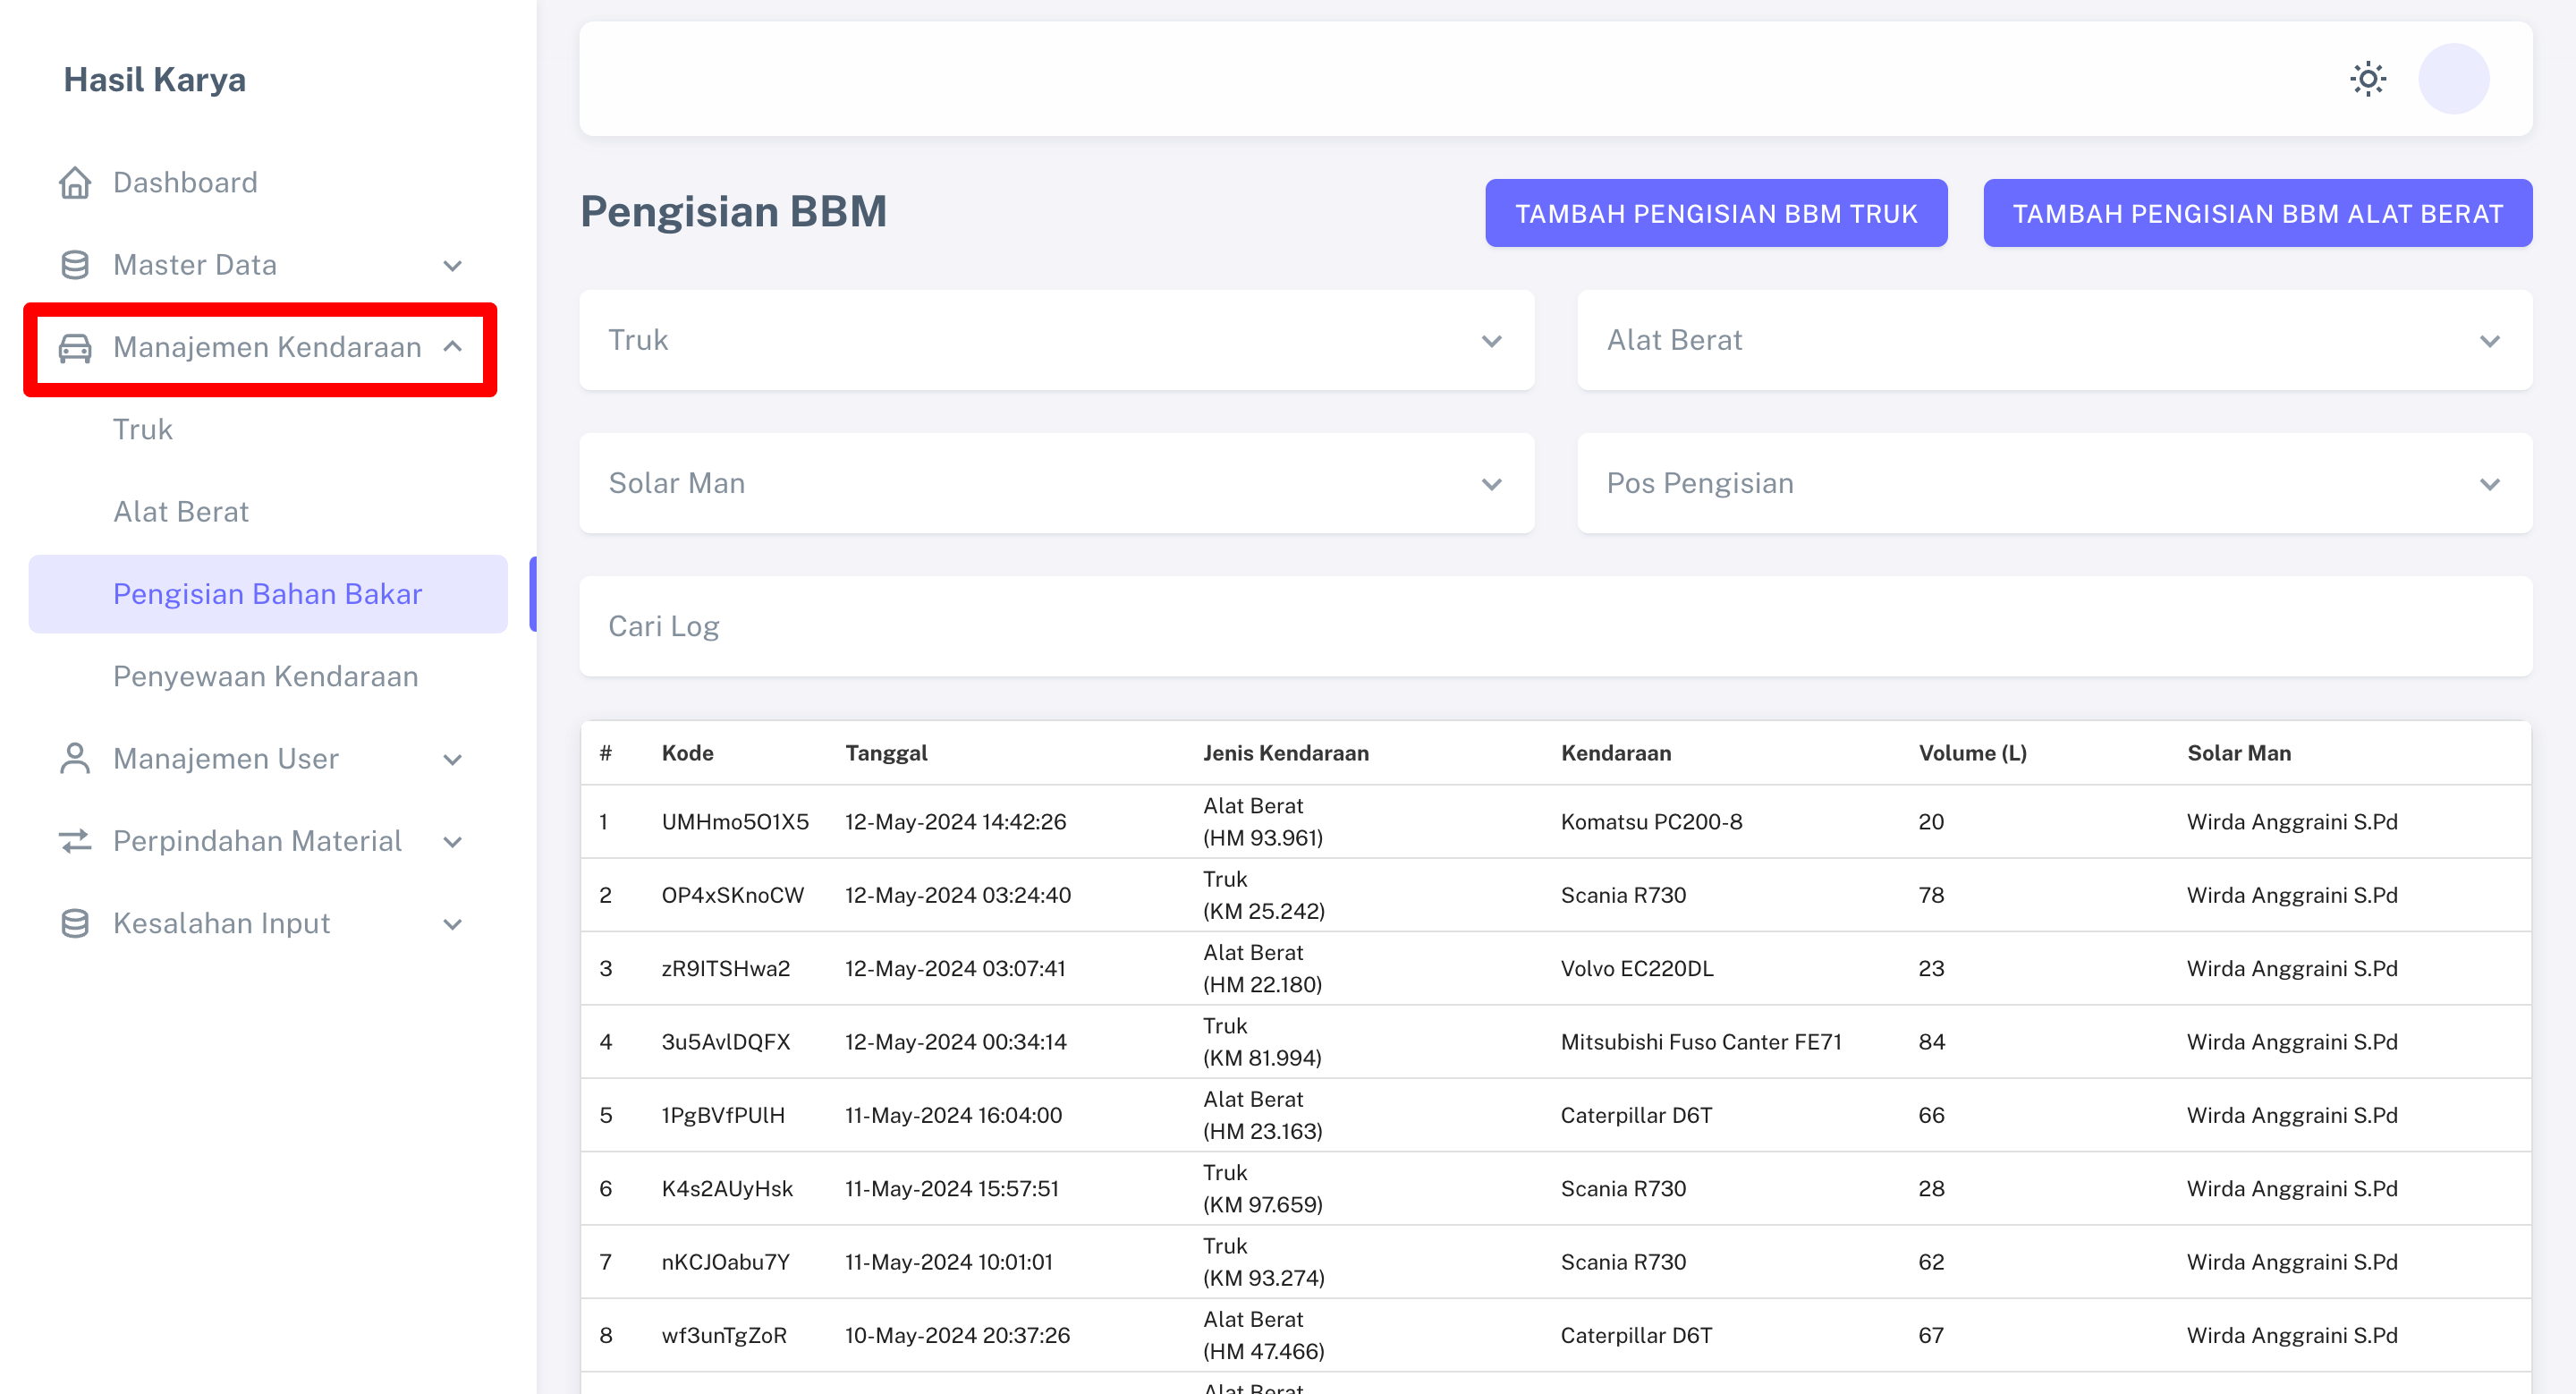 Hasil Karya
Dashboard
Master Data
Manajemen Kendaraan
Truk
Alat Berat
Pengisian Bahan Bakar
Penyewaan Kendaraan
Manajemen User
Perpindahan Material
Kesalahan Input
Pengisian BBM
TAMBAH PENGISIAN BBM TRUK
TAMBAH PENGISIAN BBM ALAT BERAT
Truk
Alat Berat
Solar Man
Pos Pengisian
Cari Log
# Kode Tanggal Jenis Kendaraan Kendaraan Volume (L) Solar Man
1 UMHmo5O1X5 12-May-2024 14:42:26 Alat Berat (HM 93.961) Komatsu PC200-8 20 Wirda Anggraini S.Pd
2 OP4xSKnoCW 12-May-2024 03:24:40 Truk (KM 25.242) Scania R730 78 Wirda Anggraini S.Pd
3 zR9ITSHwa2 12-May-2024 03:07:41 Alat Berat (HM 22.180) Volvo EC220DL 23 Wirda Anggraini S.Pd
4 3u5AvlDQFX 12-May-2024 00:34:14 Truk (KM 81.994) Mitsubishi Fuso Canter FE71 84 Wirda Anggraini S.Pd
5 1PgBVfPUlH 11-May-2024 16:04:00 Alat Berat (HM 23.163) Caterpillar D6T 66 Wirda Anggraini S.Pd
6 K4s2AUyHsk 11-May-2024 15:57:51 Truk (KM 97.659) Scania R730 28 Wirda Anggraini S.Pd
7 nKCJOabu7Y 11-May-2024 10:01:01 Truk (KM 93.274) Scania R730 62 Wirda Anggraini S.Pd
8 wf3unTgZoR 10-May-2024 20:37:26 Alat Berat (HM 47.466) Caterpillar D6T 67 Wirda Anggraini S.Pd
Alat Berat